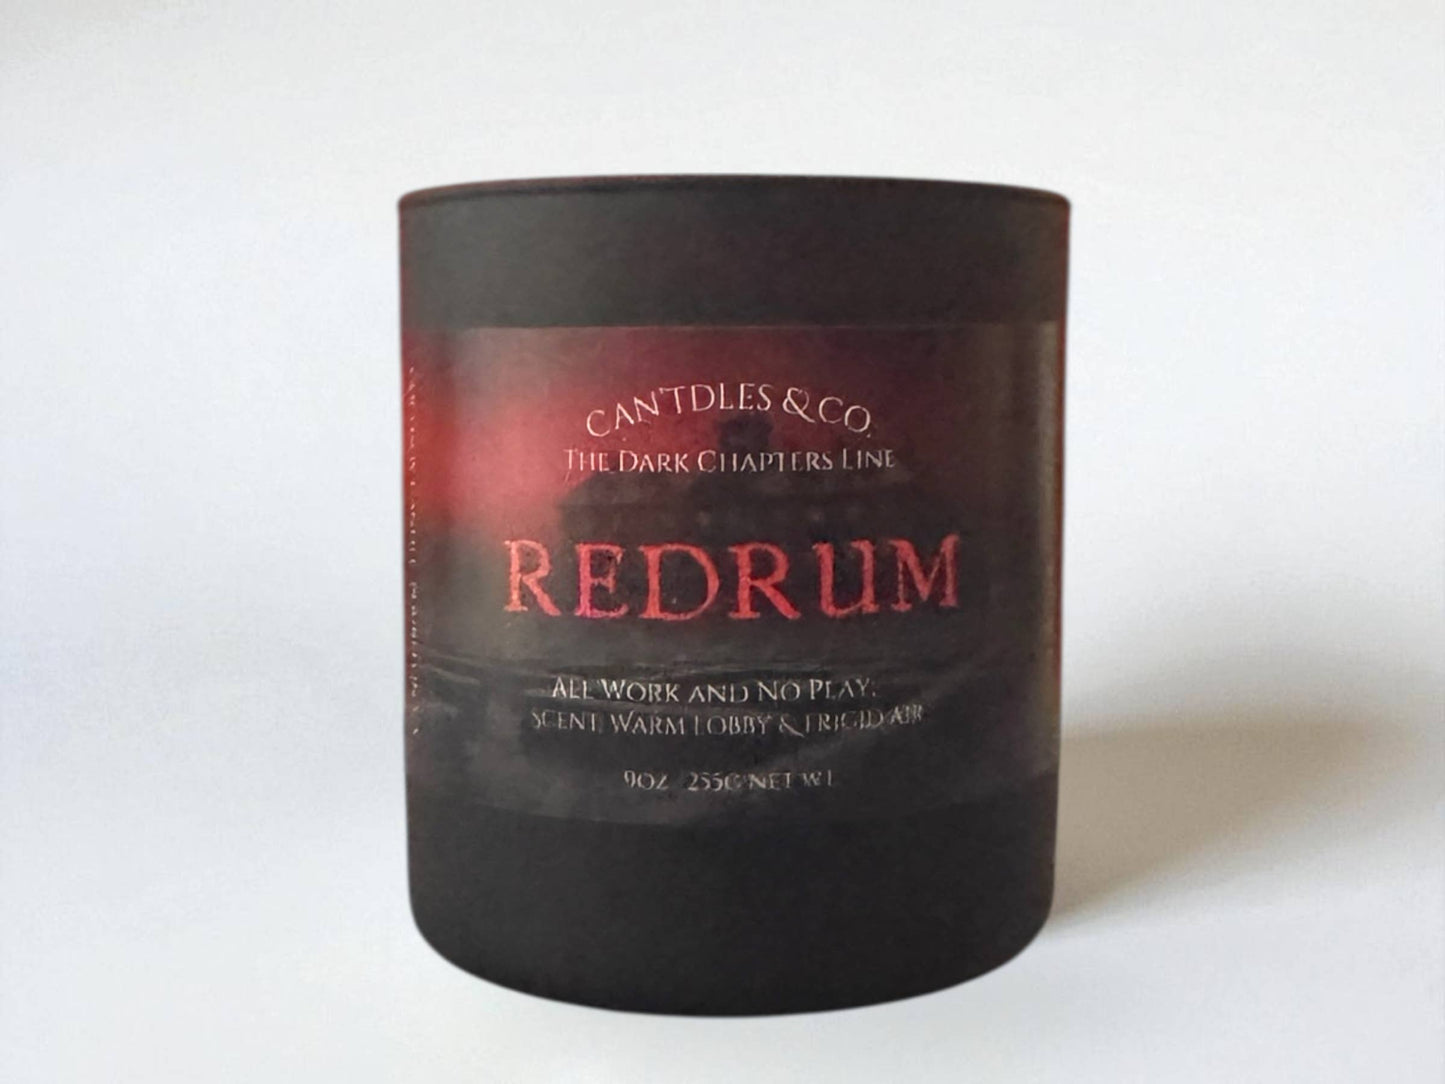 CAN'TDLES & CO.
THE DARK CHAPTERS LINE
REDRUM
ALL WORK AND NO PLAY:
SCENT: WARM LOBBY & FRIGID AIR
9OZ 255G NET WT